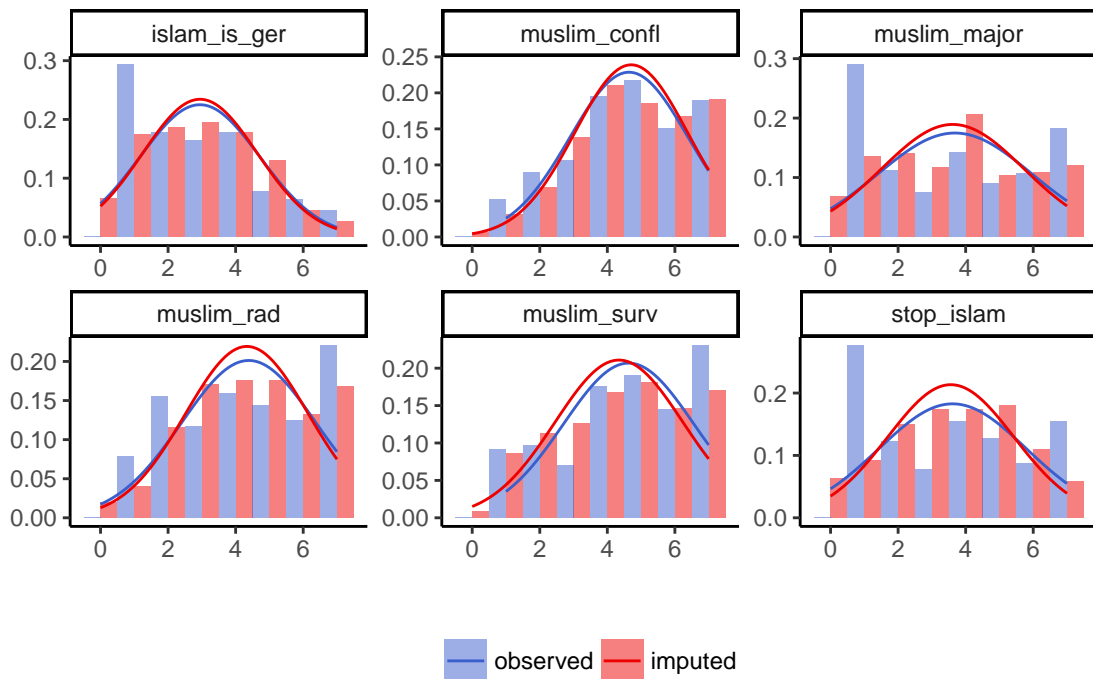 islam_is_ger muslim_confl muslim_major
0.3 0.2 0.1 0.0
0.25 0.20 0.15 0.10 0.05 0.00
0.3 0.2 0.1 0.0
0 2 4 6 0 2 4 6 0 2 4 6
muslim_rad muslim_surv stop_islam
0.20 0.15 0.10 0.05 0.00
0.20 0.15 0.10 0.05 0.00
0.2 0.1 0.0
0 2 4 6 0 2 4 6 0 2 4 6
observed imputed